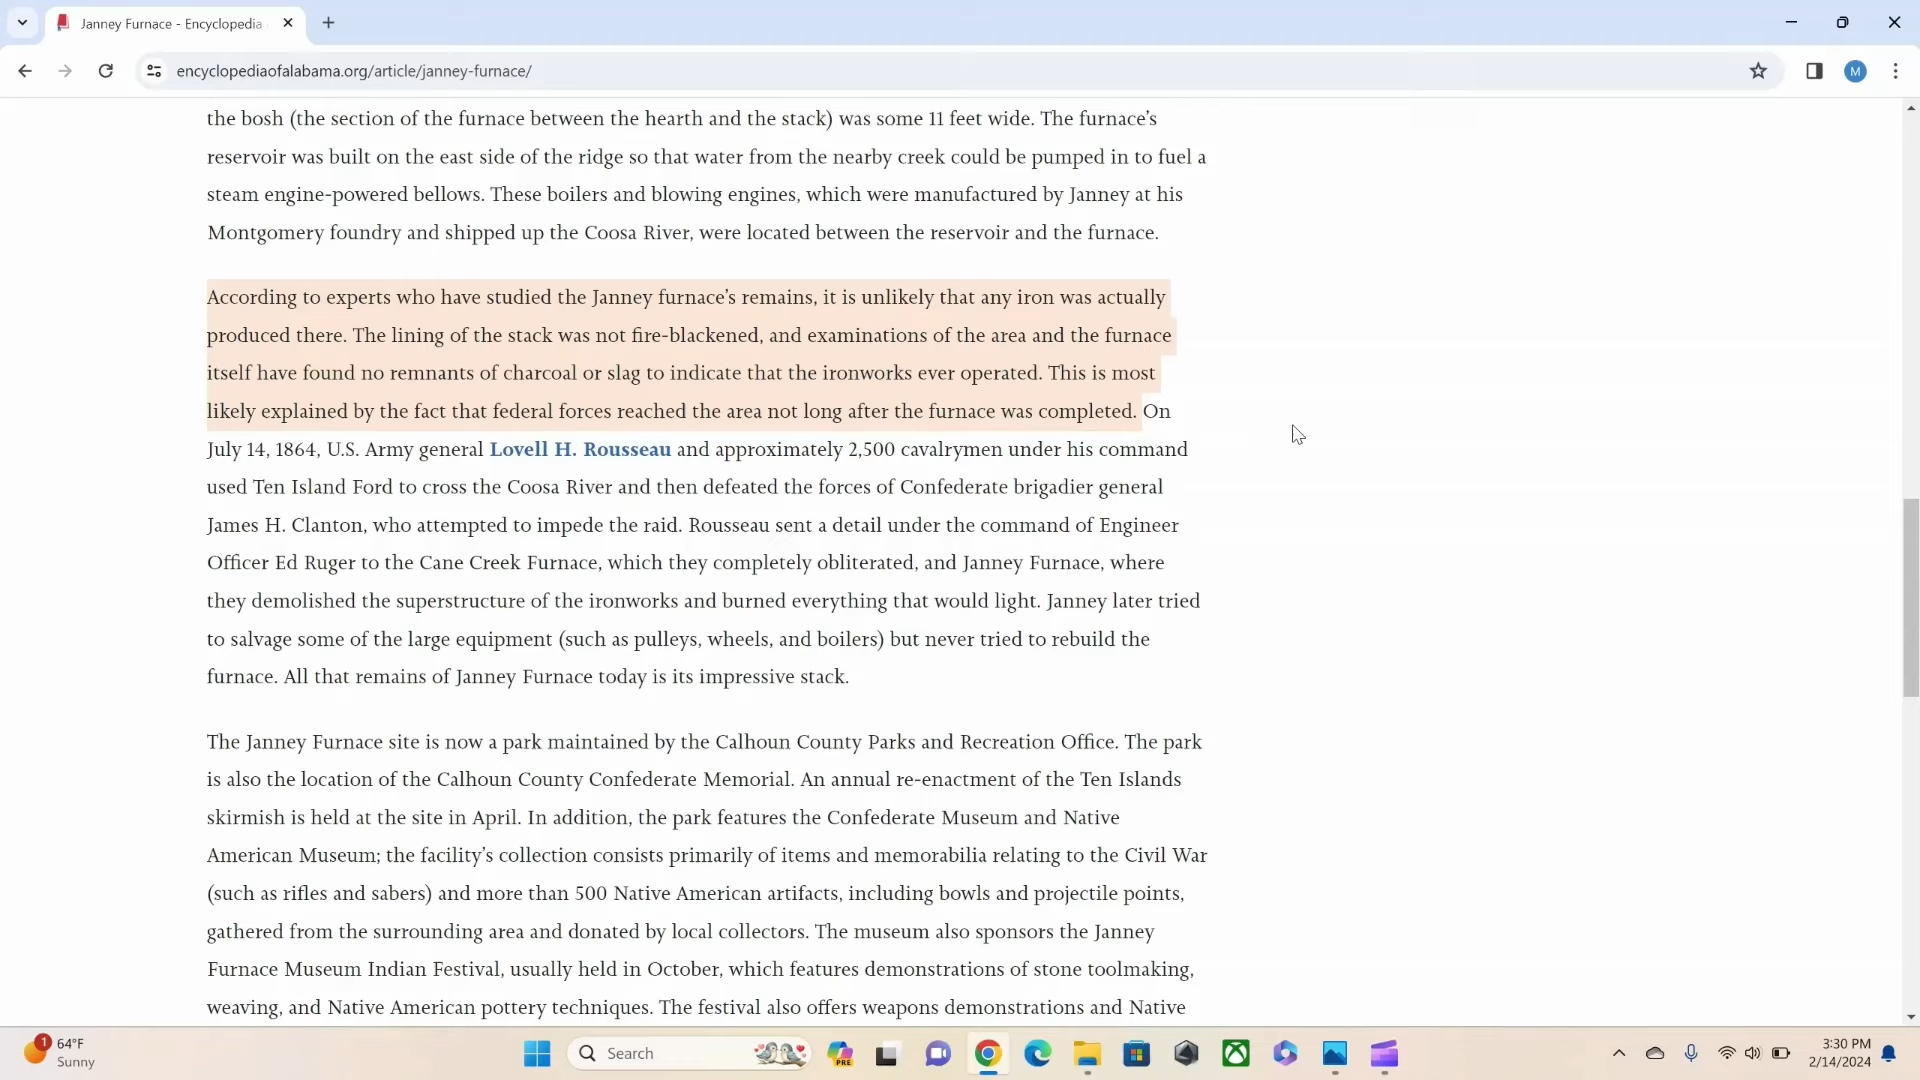 Janney Furnace - Encyclopedia
encyclopediaofalabama.org/article/janney-furnace/
M
the bosh (the section of the furnace between the hearth and the stack) was some 11 feet wide. The furnace’s
reservoir was built on the east side of the ridge so that water from the nearby creek could be pumped in to fuel a
steam engine-powered bellows. These boilers and blowing engines, which were manufactured by Janney at his
Montgomery foundry and shipped up the Coosa River, were located between the reservoir and the furnace.
According to experts who have studied the Janney furnace’s remains, it is unlikely that any iron was actually
produced there. The lining of the stack was not fire-blackened, and examinations of the area and the furnace
itself have found no remnants of charcoal or slag to indicate that the ironworks ever operated. This is most
likely explained by the fact that federal forces reached the area not long after the furnace was completed. On
July 14, 1864, U.S. Army general Lovell H. Rousseau and approximately 2,500 cavalrymen under his command
used Ten Island Ford to cross the Coosa River and then defeated the forces of Confederate brigadier general
James H. Clanton, who attempted to impede the raid. Rousseau sent a detail under the command of Engineer
Officer Ed Ruger to the Cane Creek Furnace, which they completely obliterated, and Janney Furnace, where
they demolished the superstructure of the ironworks and burned everything that would light. Janney later tried
to salvage some of the large equipment (such as pulleys, wheels, and boilers) but never tried to rebuild the
furnace. All that remains of Janney Furnace today is its impressive stack.
The Janney Furnace site is now a park maintained by the Calhoun County Parks and Recreation Office. The park
is also the location of the Calhoun County Confederate Memorial. An annual re-enactment of the Ten Islands
skirmish is held at the site in April. In addition, the park features the Confederate Museum and Native
American Museum; the facility’s collection consists primarily of items and memorabilia relating to the Civil War
(such as rifles and sabers) and more than 500 Native American artifacts, including bowls and projectile points,
gathered from the surrounding area and donated by local collectors. The museum also sponsors the Janney
Furnace Museum Indian Festival, usually held in October, which features demonstrations of stone toolmaking,
weaving, and Native American pottery techniques. The festival also offers weapons demonstrations and Native
1
64°F
Sunny
Search
PRE
3:30 PM
2/14/2024